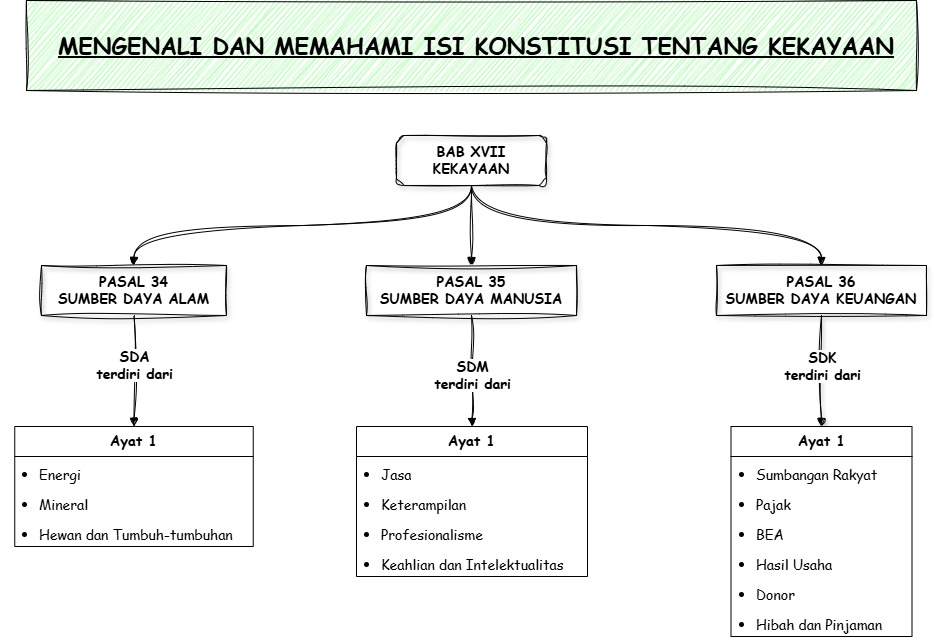 MENGENALI DAN MEMAHAMI ISI KONSTITUSI TENTANG KEKAYAAN
BAB XVII
KEKAYAAN
PASAL 34
SUMBER DAYA ALAM
PASAL 35
SUMBER DAYA MANUSIA
PASAL 36
SUMBER DAYA KEUANGAN
SDA
terdiri dari
SDM
terdiri dari
SDK
terdiri dari
Ayat 1
• Energi
• Mineral
• Hewan dan Tumbuh-tumbuhan
Ayat 1
• Jasa
• Keterampilan
• Profesionalisme
• Keahlian dan Intelektualitas
Ayat 1
• Sumbangan Rakyat
• Pajak
• BEA
• Hasil Usaha
• Donor
• Hibah dan Pinjaman